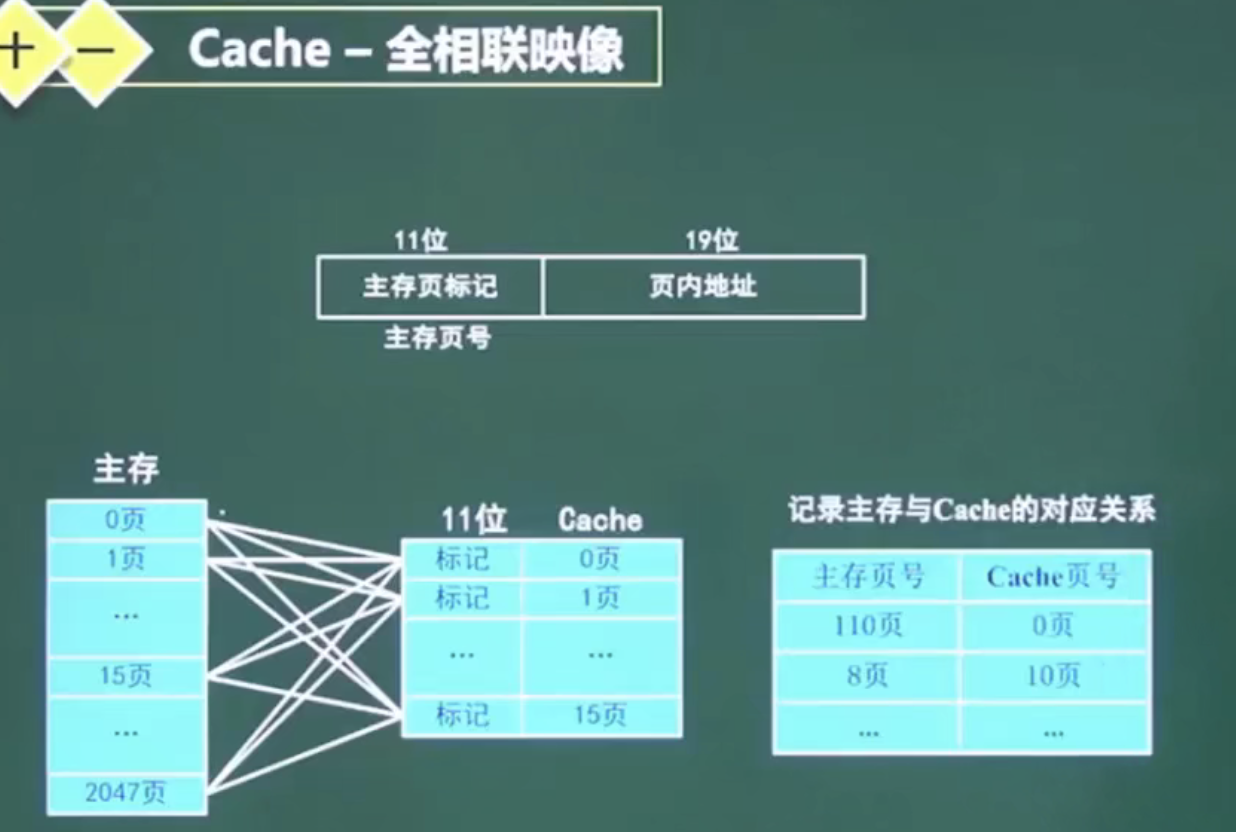 + − Cache – 全相联映像
11位 19位
主存页标记 页内地址
主存页号
主存
0页
1页
...
15页
...
2047页
11位 Cache
标记 0页
标记 1页
... ...
标记 15页
记录主存与Cache的对应关系
主存页号 Cache页号
110页 0页
8页 10页
... ...